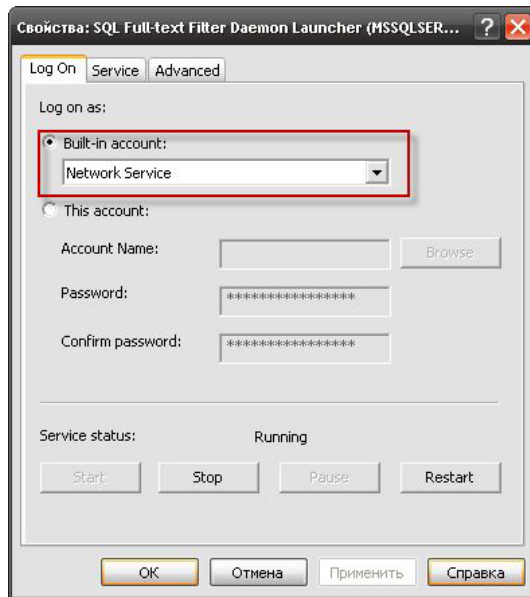 Свойства: SQL Full-text Fitter Daemon Launcher (MSSQLSER...
Log On Service Advanced
Log on as:
Built-in account:
Network Service
This account:
Account Name:
Browse
Password:
****************
Confirm password:
****************
Service status: Running
Start Stop Pause Restart
OK Отмена Применить Справка